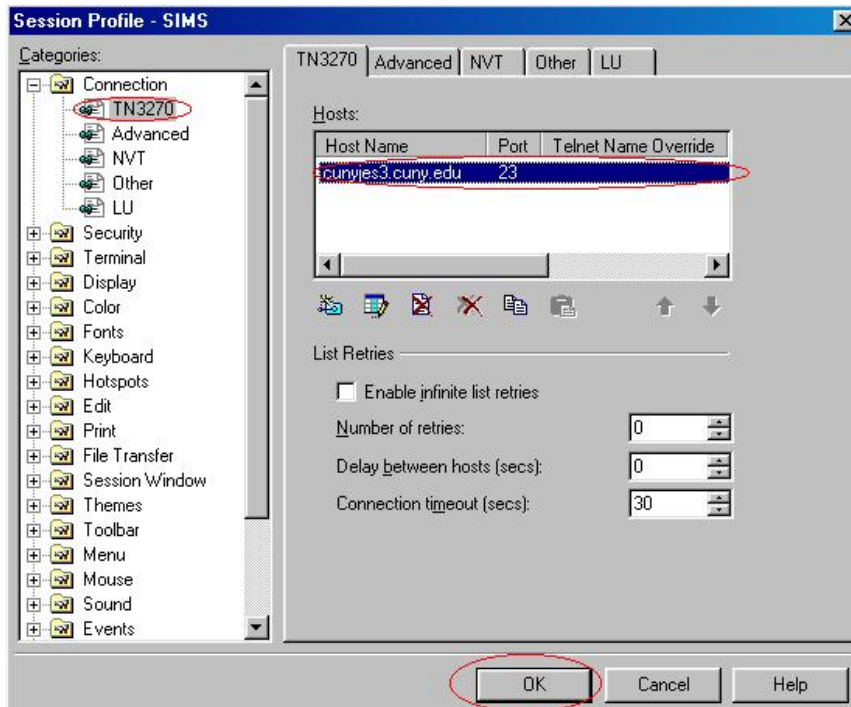 Session Profile - SIMS
Categories:
Connection
TN3270
Advanced
NVT
Other
LU
Security
Terminal
Display
Color
Fonts
Keyboard
Hotspots
Edit
Print
File Transfer
Session Window
Themes
Toolbar
Menu
Mouse
Sound
Events
TN3270 Advanced NVT Other LU
Hosts:
Host Name Port Telnet Name Override
cunyjes3.cuny.edu 23
List Retries
Enable infinite list retries
Number of retries: 0
Delay between hosts (secs): 0
Connection timeout (secs): 30
OK Cancel Help